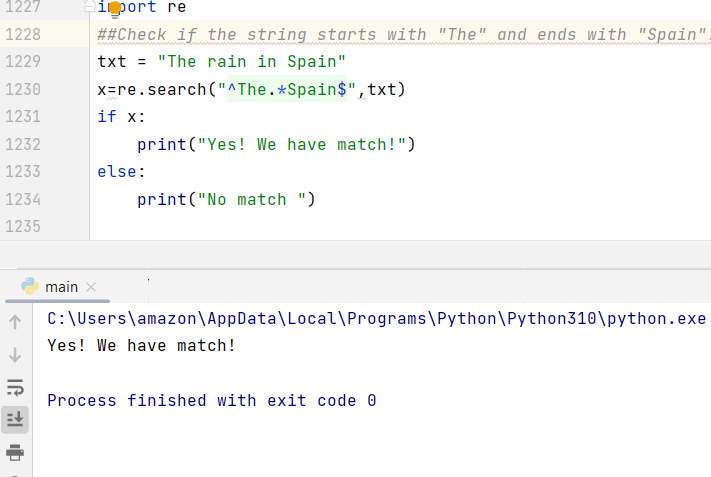 1227 import re
1228 ##Check if the string starts with "The" and ends with "Spain".
1229 txt = "The rain in Spain"
1230 x=re.search("^The.*Spain$",txt)
1231 if x:
1232     print("Yes! We have match!")
1233 else:
1234     print("No match ")
1235
main
C:\Users\amazon\AppData\Local\Programs\Python\Python310\python.exe
Yes! We have match!
Process finished with exit code 0